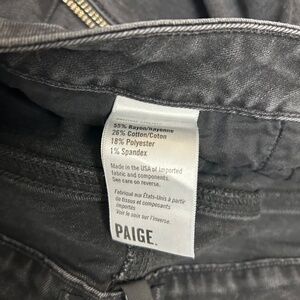 55% Rayon/Rayonne
26% Cotton/Coton
18% Polyester
1% Spandex
Made in the USA of imported
fabric and components.
See care on reverse.
Fabriqué aux États-Unis à partir
de tissus et composants
importés
Voir le soin sur l'inverse.
PAIGE